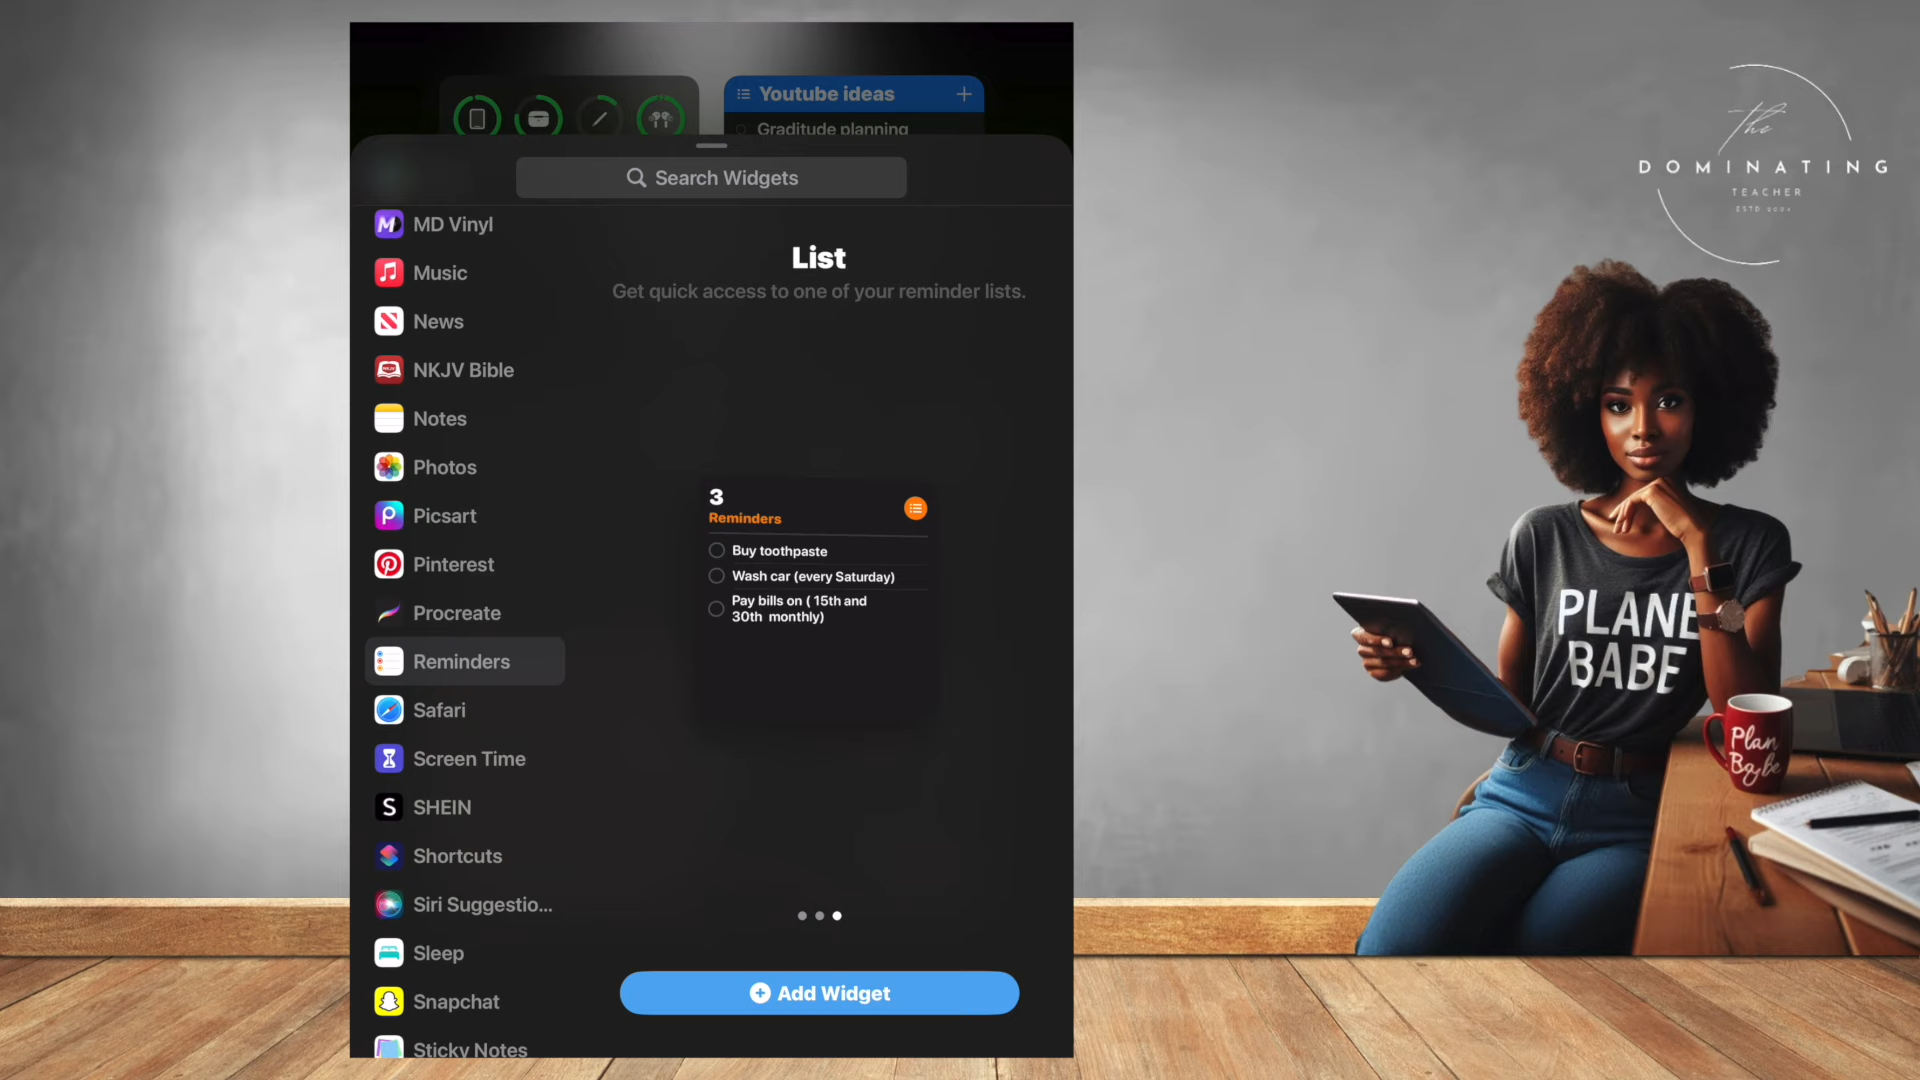 Youtube ideas
Graditude planning
Search Widgets
MD Vinyl
Music
News
NKJV Bible
Notes
Photos
Picsart
Pinterest
Procreate
Reminders
Safari
Screen Time
SHEIN
Shortcuts
Siri Suggestio...
Sleep
Snapchat
Sticky Notes
List
Get quick access to one of your reminder lists.
3
Reminders
Buy toothpaste
Wash car (every Saturday)
Pay bills on ( 15th and
30th monthly)
Add Widget
the
DOMINATING
TEACHER
PLANE
BABE
Plan
Babe